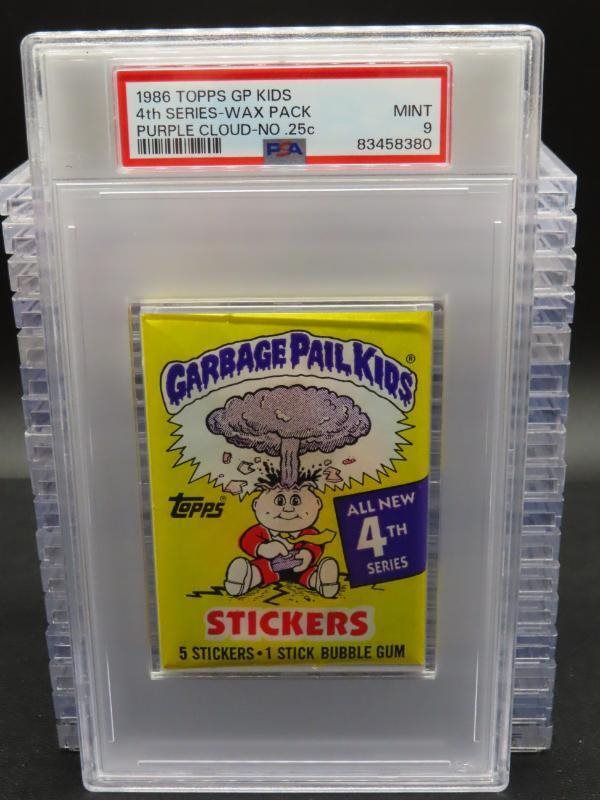 1986 TOPPS GP KIDS
4th SERIES-WAX PACK MINT
PURPLE CLOUD-NO .25c 9
PSA 83458380
GARBAGE PAIL KIDS®
TOPPS®
ALL NEW
4TH
SERIES
STICKERS
5 STICKERS • 1 STICK BUBBLE GUM